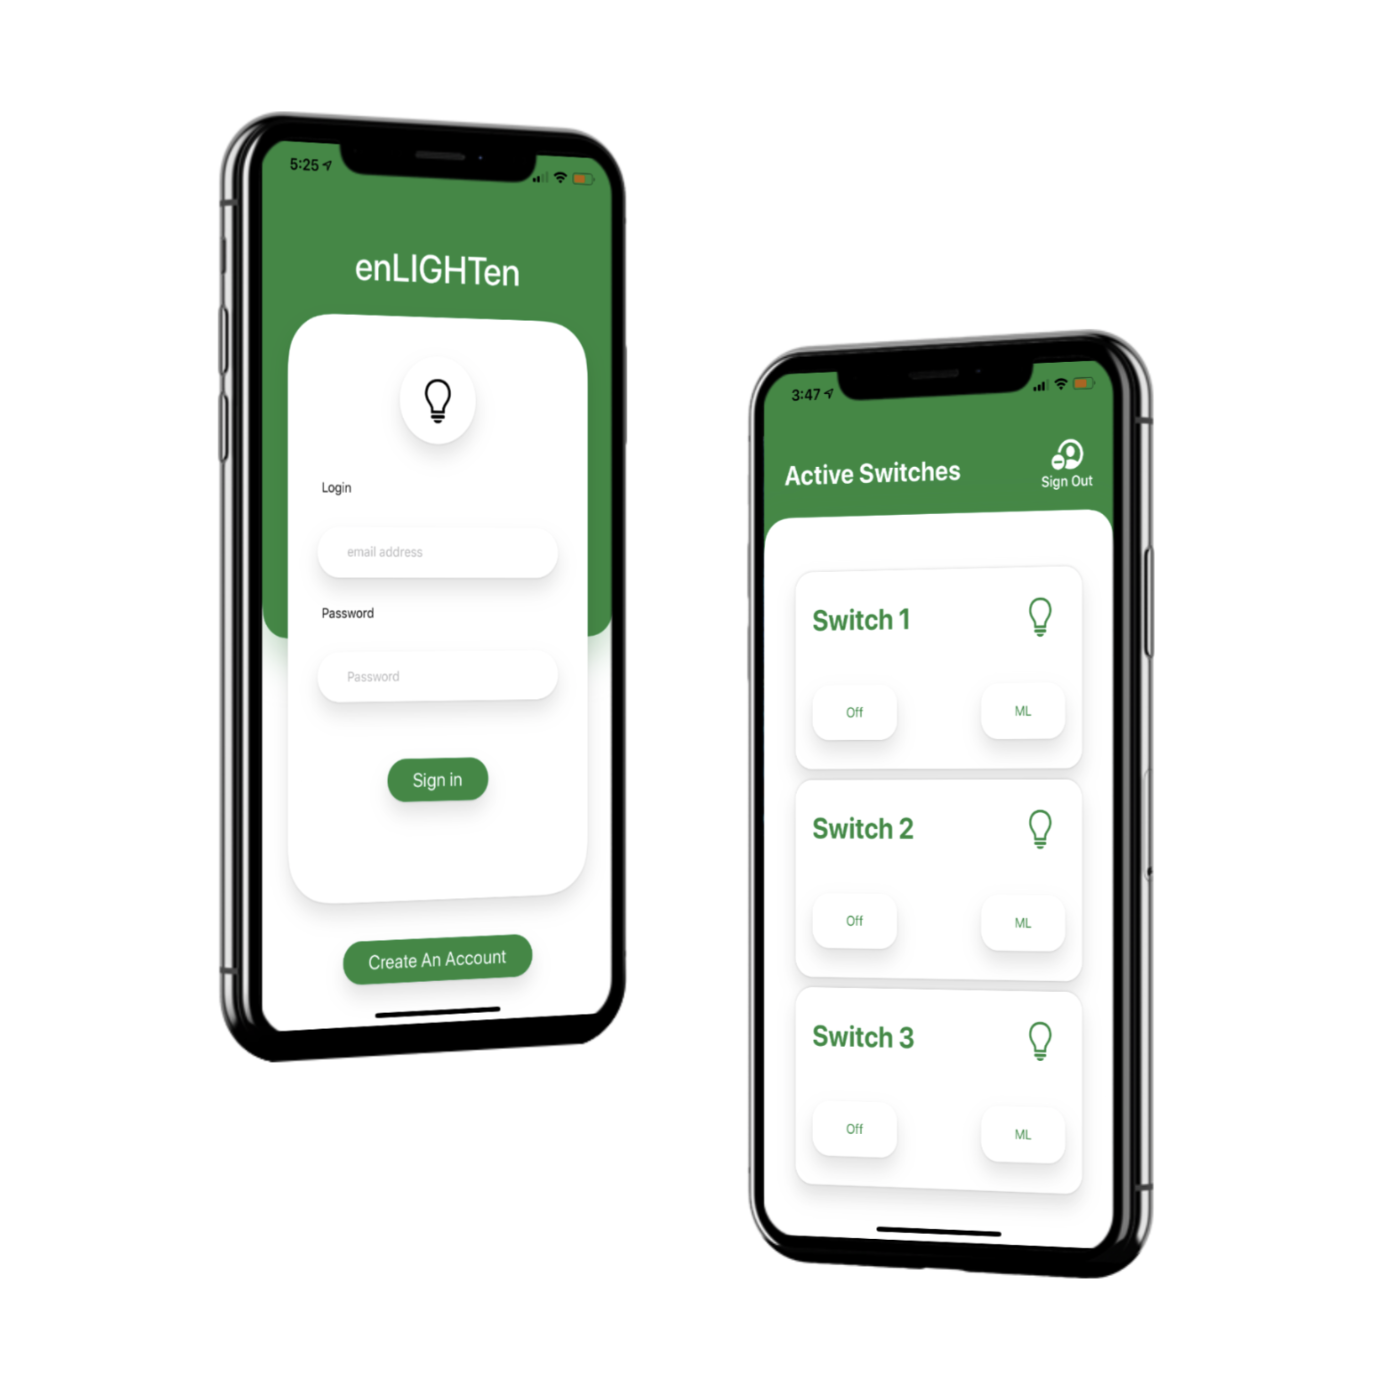 5:25
enLIGHTen
Login
email address
Password
Password
Sign in
Create An Account
3:47
Active Switches
Sign Out
Switch 1
Off
ML
Switch 2
Off
ML
Switch 3
Off
ML